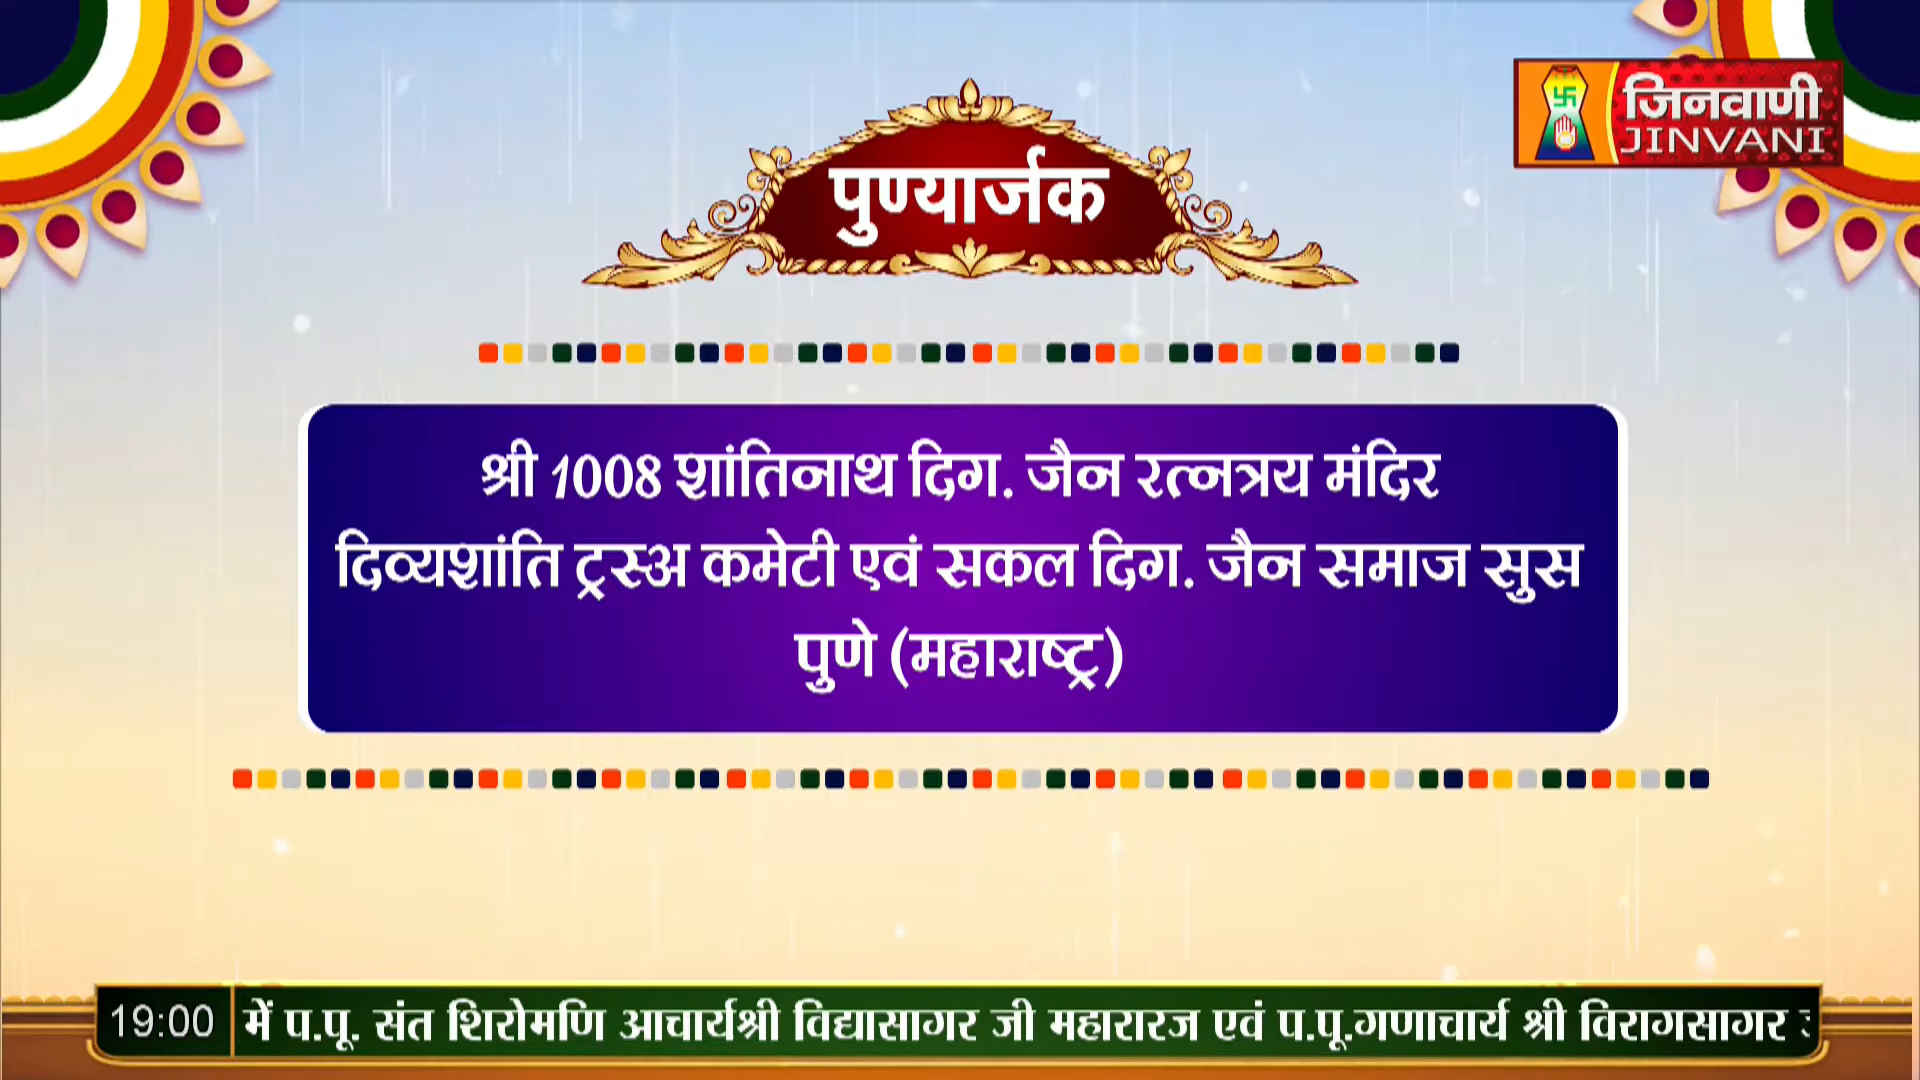 जिनवाणी
JINVANI
पुण्यार्जक
श्री 1008 शांतिनाथ दिग. जैन रत्नत्रय मंदिर
दिव्यशांति ट्रस्अ कमेटी एवं सकल दिग. जैन समाज सुस
पुणे (महाराष्ट्र)
19:00 में प.पू. संत शिरोमणि आचार्यश्री विद्यासागर जी महारारज एवं प.पू.गणाचार्य श्री विरागसागर